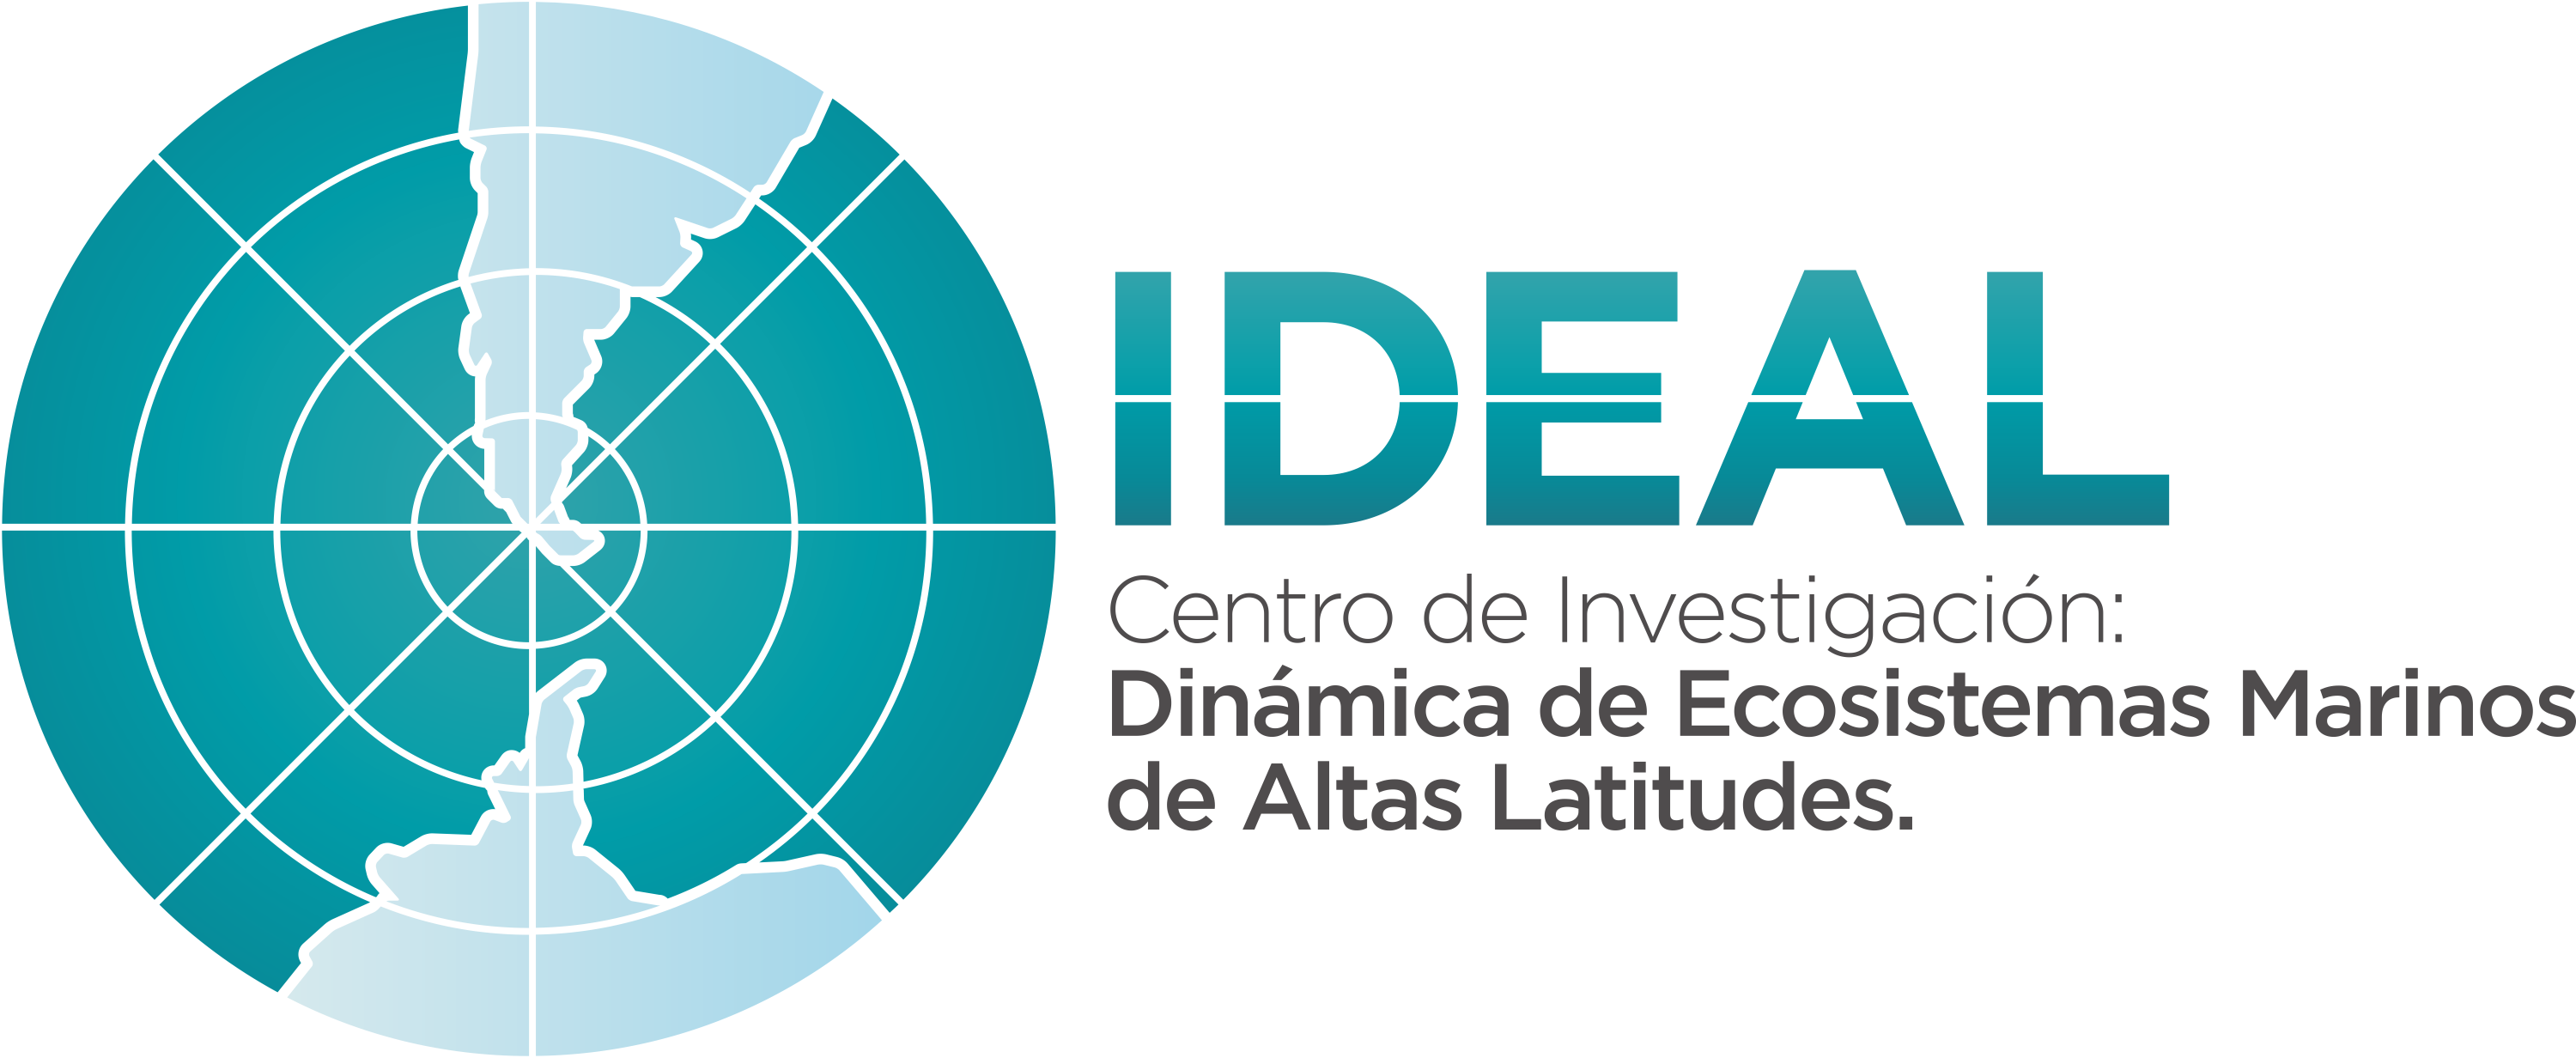 IDEAL
Centro de Investigación:
Dinámica de Ecosistemas Marinos
de Altas Latitudes.